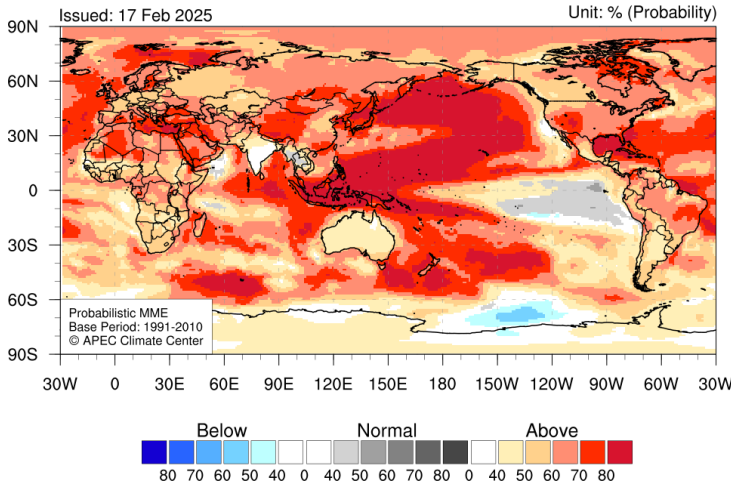 Issued: 17 Feb 2025
Unit: % (Probability)
90N
60N
30N
0
30S
60S
90S
Probabilistic MME
Base Period: 1991-2010
© APEC Climate Center
30W 0 30E 60E 90E 120E 150E 180 150W 120W 90W 60W 30W
Below Normal Above
80 70 60 50 40 0 40 50 60 70 80 0 40 50 60 70 80